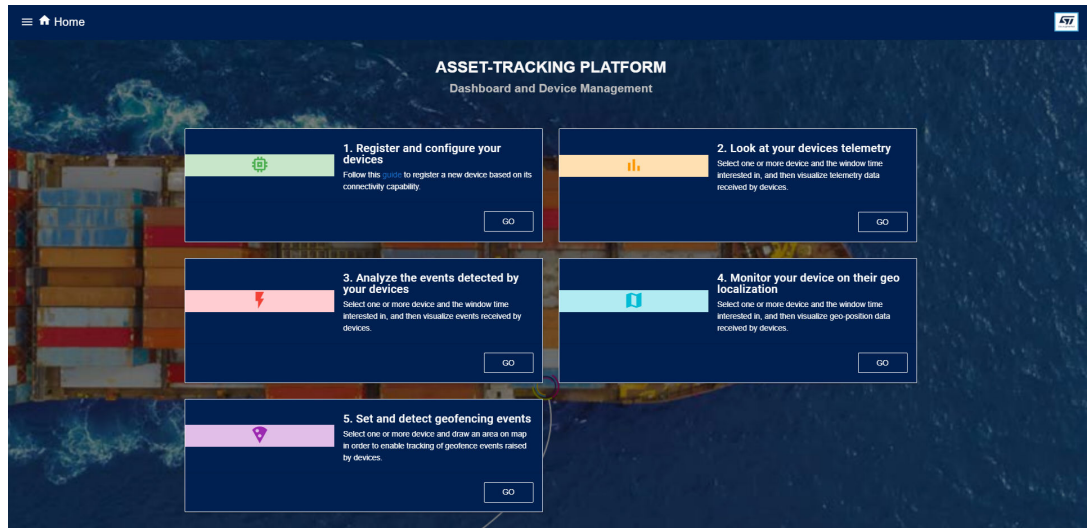 Home
ASSET-TRACKING PLATFORM
Dashboard and Device Management
1. Register and configure your
devices
Follow this guide to register a new device based on its
connectivity capability.
GO
2. Look at your devices telemetry
Select one or more device and the window time
interested in, and then visualize telemetry data
received by devices.
GO
3. Analyze the events detected by
your devices
Select one or more device and the window time
interested in, and then visualize events received by
devices.
GO
4. Monitor your device on their geo
localization
Select one or more device and the window time
interested in, and then visualize geo-position data
received by devices.
GO
5. Set and detect geofencing events
Select one or more device and draw an area on map
in order to enable tracking of geofence events raised
by devices.
GO